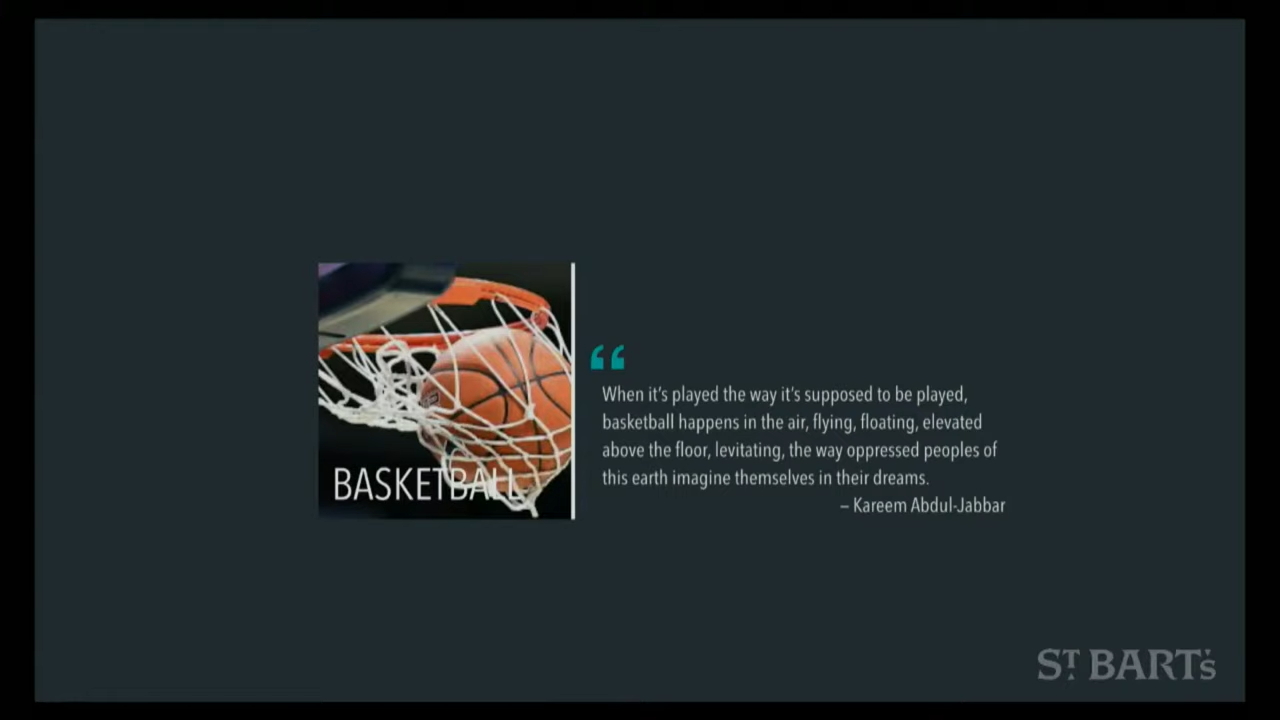 BASKETBALL
“
When it’s played the way it’s supposed to be played,
basketball happens in the air, flying, floating, elevated
above the floor, levitating, the way oppressed peoples of
this earth imagine themselves in their dreams.
– Kareem Abdul-Jabbar
ST BART's